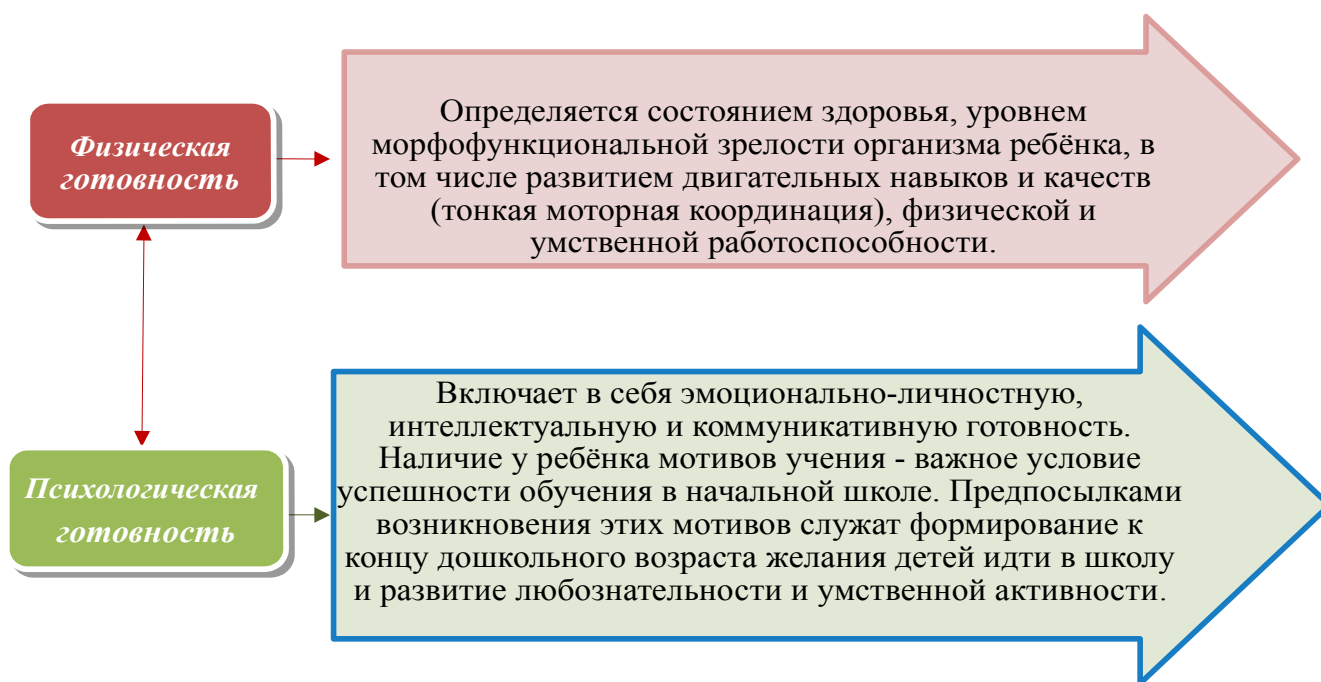 Физическая
готовность
Определяется состоянием здоровья, уровнем
морфофункциональной зрелости организма ребёнка, в
том числе развитием двигательных навыков и качеств
(тонкая моторная координация), физической и
умственной работоспособности.
Психологическая
готовность
Включает в себя эмоционально-личностную,
интеллектуальную и коммуникативную готовность.
Наличие у ребёнка мотивов учения - важное условие
успешности обучения в начальной школе. Предпосылками
возникновения этих мотивов служат формирование к
концу дошкольного возраста желания детей идти в школу
и развитие любознательности и умственной активности.